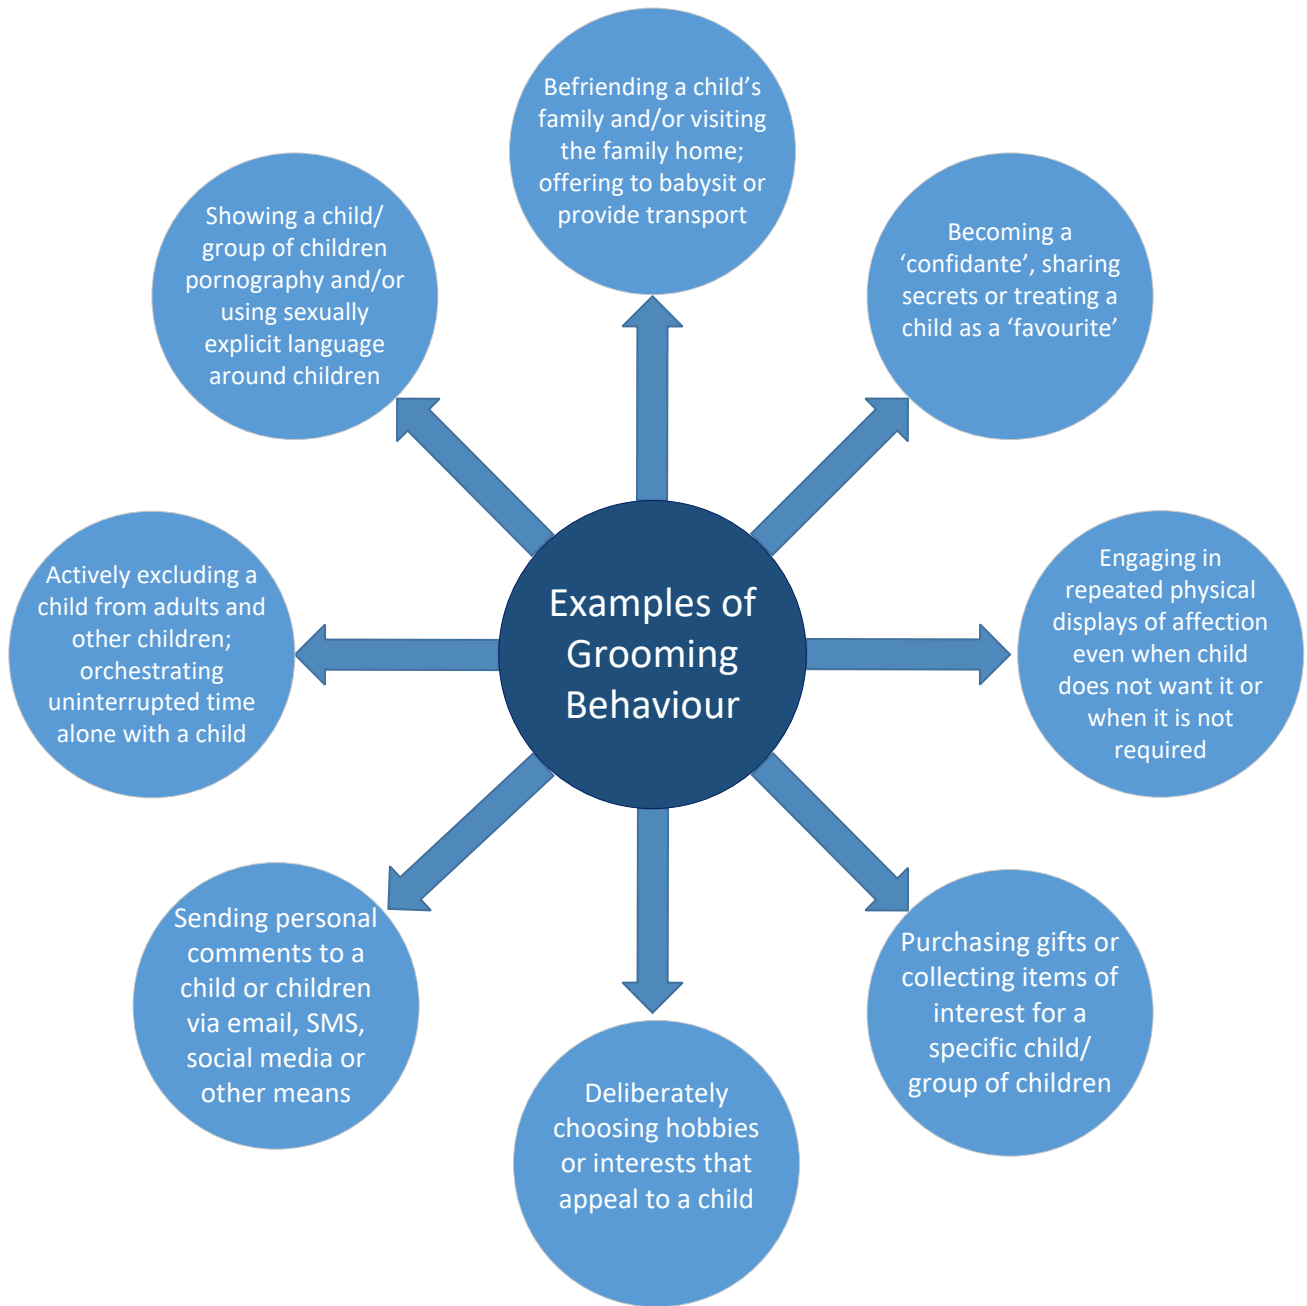 Examples of
Grooming
Behaviour
Befriending a child’s
family and/or visiting
the family home;
offering to babysit or
provide transport
Becoming a
‘confidante’, sharing
secrets or treating a
child as a ‘favourite’
Engaging in
repeated physical
displays of affection
even when child
does not want it or
when it is not
required
Purchasing gifts or
collecting items of
interest for a
specific child/
group of children
Deliberately
choosing hobbies
or interests that
appeal to a child
Sending personal
comments to a
child or children
via email, SMS,
social media or
other means
Actively excluding a
child from adults and
other children;
orchestrating
uninterrupted time
alone with a child
Showing a child/
group of children
pornography and/or
using sexually
explicit language
around children